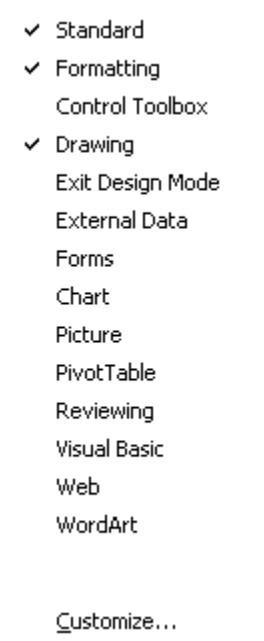 Standard
Formatting
Control Toolbox
Drawing
Exit Design Mode
External Data
Forms
Chart
Picture
PivotTable
Reviewing
Visual Basic
Web
WordArt
Customize...